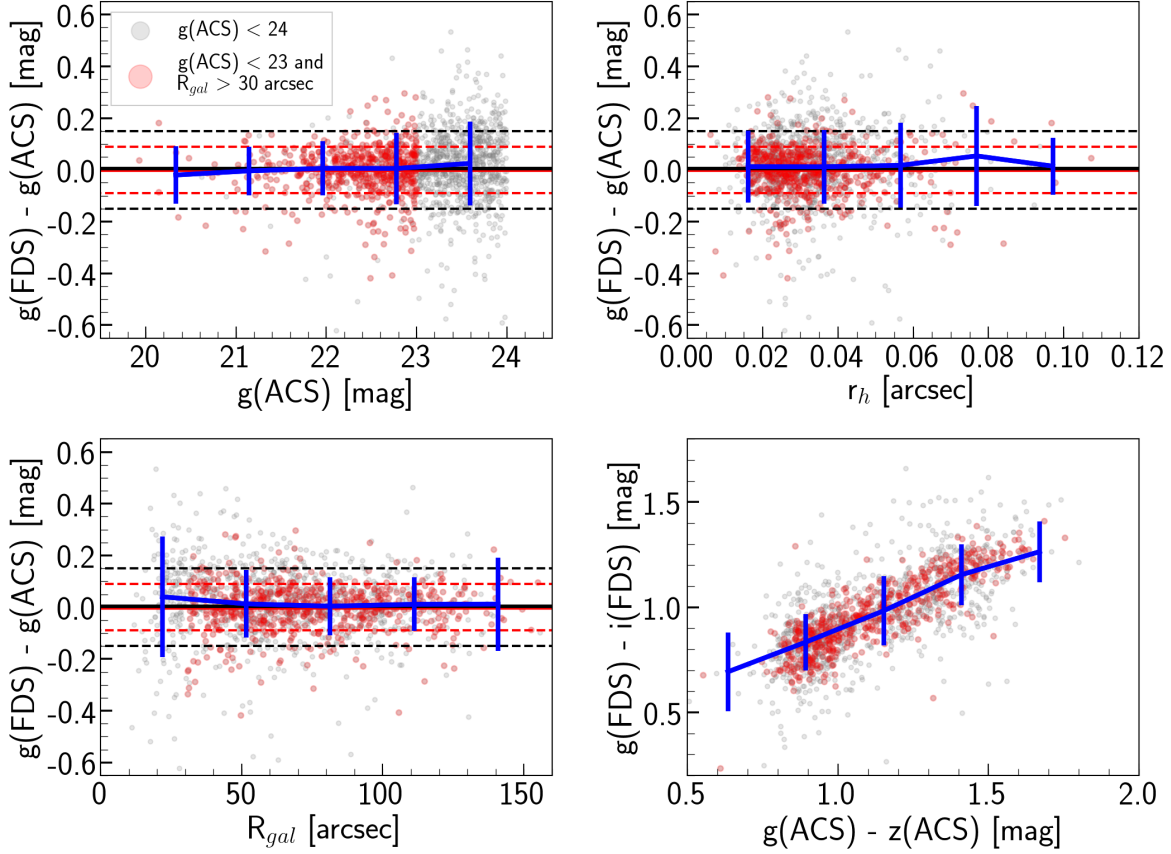 g(ACS) < 24
g(ACS) < 23 and
R_gal > 30 arcsec
g(FDS) - g(ACS) [mag]
0.6
0.4
0.2
0.0
-0.2
-0.4
-0.6
20 21 22 23 24
g(ACS) [mag]
g(FDS) - g(ACS) [mag]
0.6
0.4
0.2
0.0
-0.2
-0.4
-0.6
0.00 0.02 0.04 0.06 0.08 0.10 0.12
r_h [arcsec]
g(FDS) - g(ACS) [mag]
0.6
0.4
0.2
0.0
-0.2
-0.4
-0.6
0 50 100 150
R_gal [arcsec]
g(FDS) - i(FDS) [mag]
1.5
1.0
0.5
0.5 1.0 1.5 2.0
g(ACS) - z(ACS) [mag]